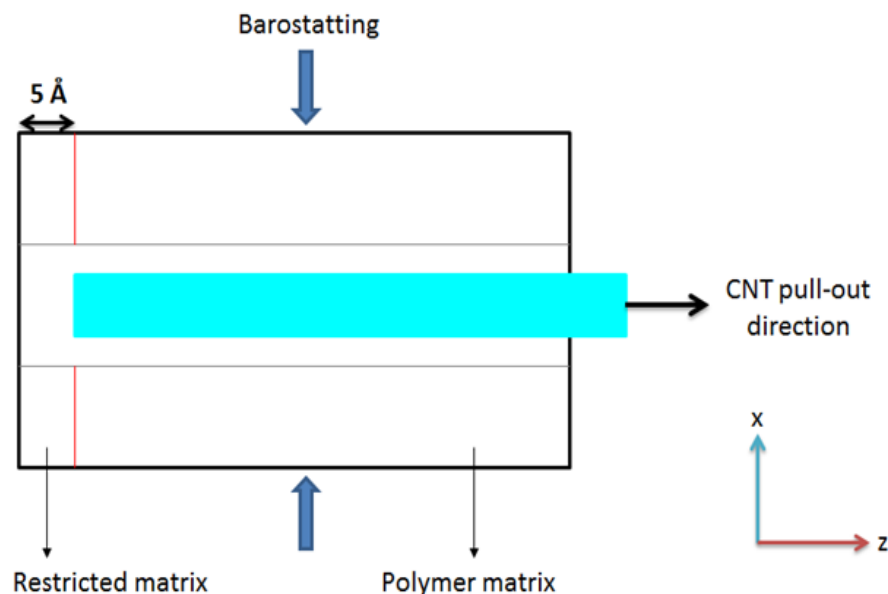 Barostatting
5 Å
CNT pull-out
direction
x
z
Restricted matrix
Polymer matrix